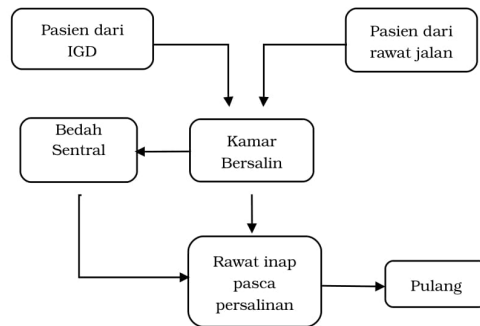 Pasien dari
IGD
Pasien dari
rawat jalan
Bedah
Sentral
Kamar
Bersalin
Rawat inap
pasca
persalinan
Pulang